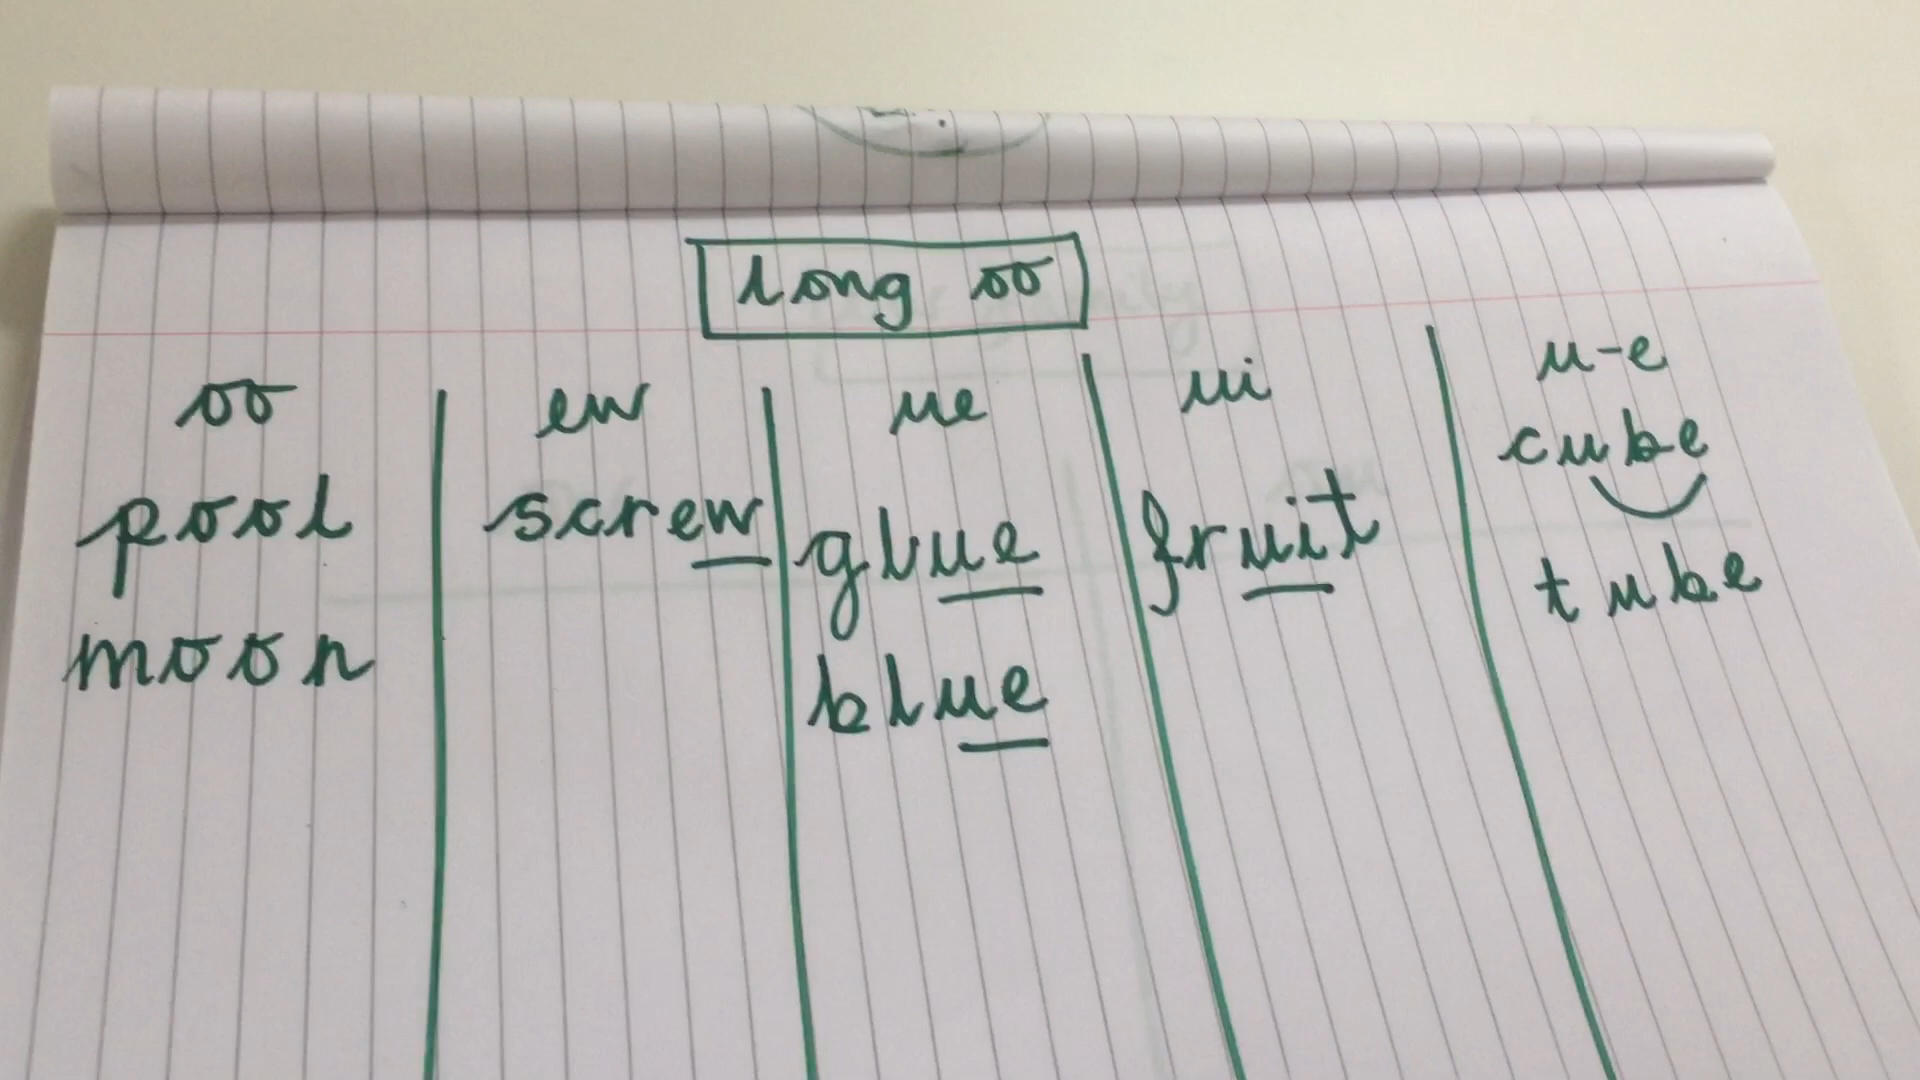 long oo
oo ew ue ui u-e
pool screw glue fruit cube
moon blue tube